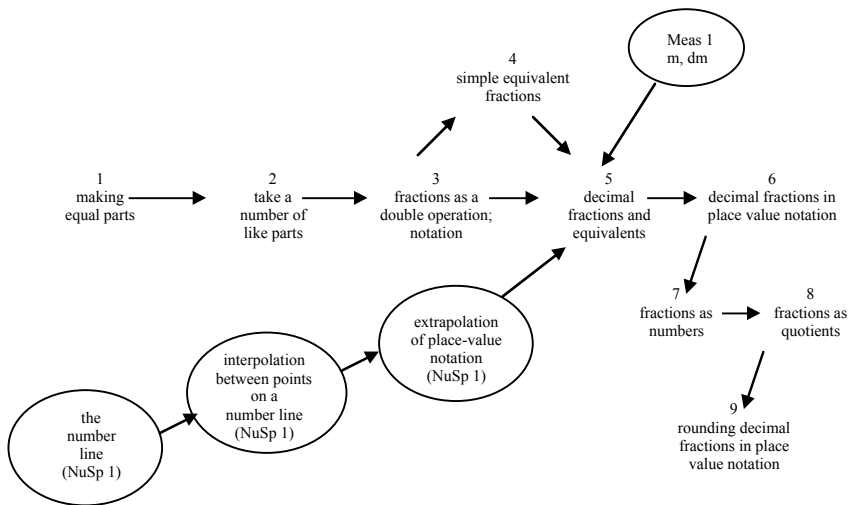 Meas 1
m, dm
4
simple equivalent
fractions
1
making
equal parts
2
take a
number of
like parts
3
fractions as a
double operation;
notation
5
decimal
fractions and
equivalents
6
decimal fractions in
place value notation
7
fractions as
numbers
8
fractions as
quotients
extrapolation
of place-value
notation
(NuSp 1)
interpolation
between points
on a
number line
(NuSp 1)
the
number
line
(NuSp 1)
9
rounding decimal
fractions in place
value notation